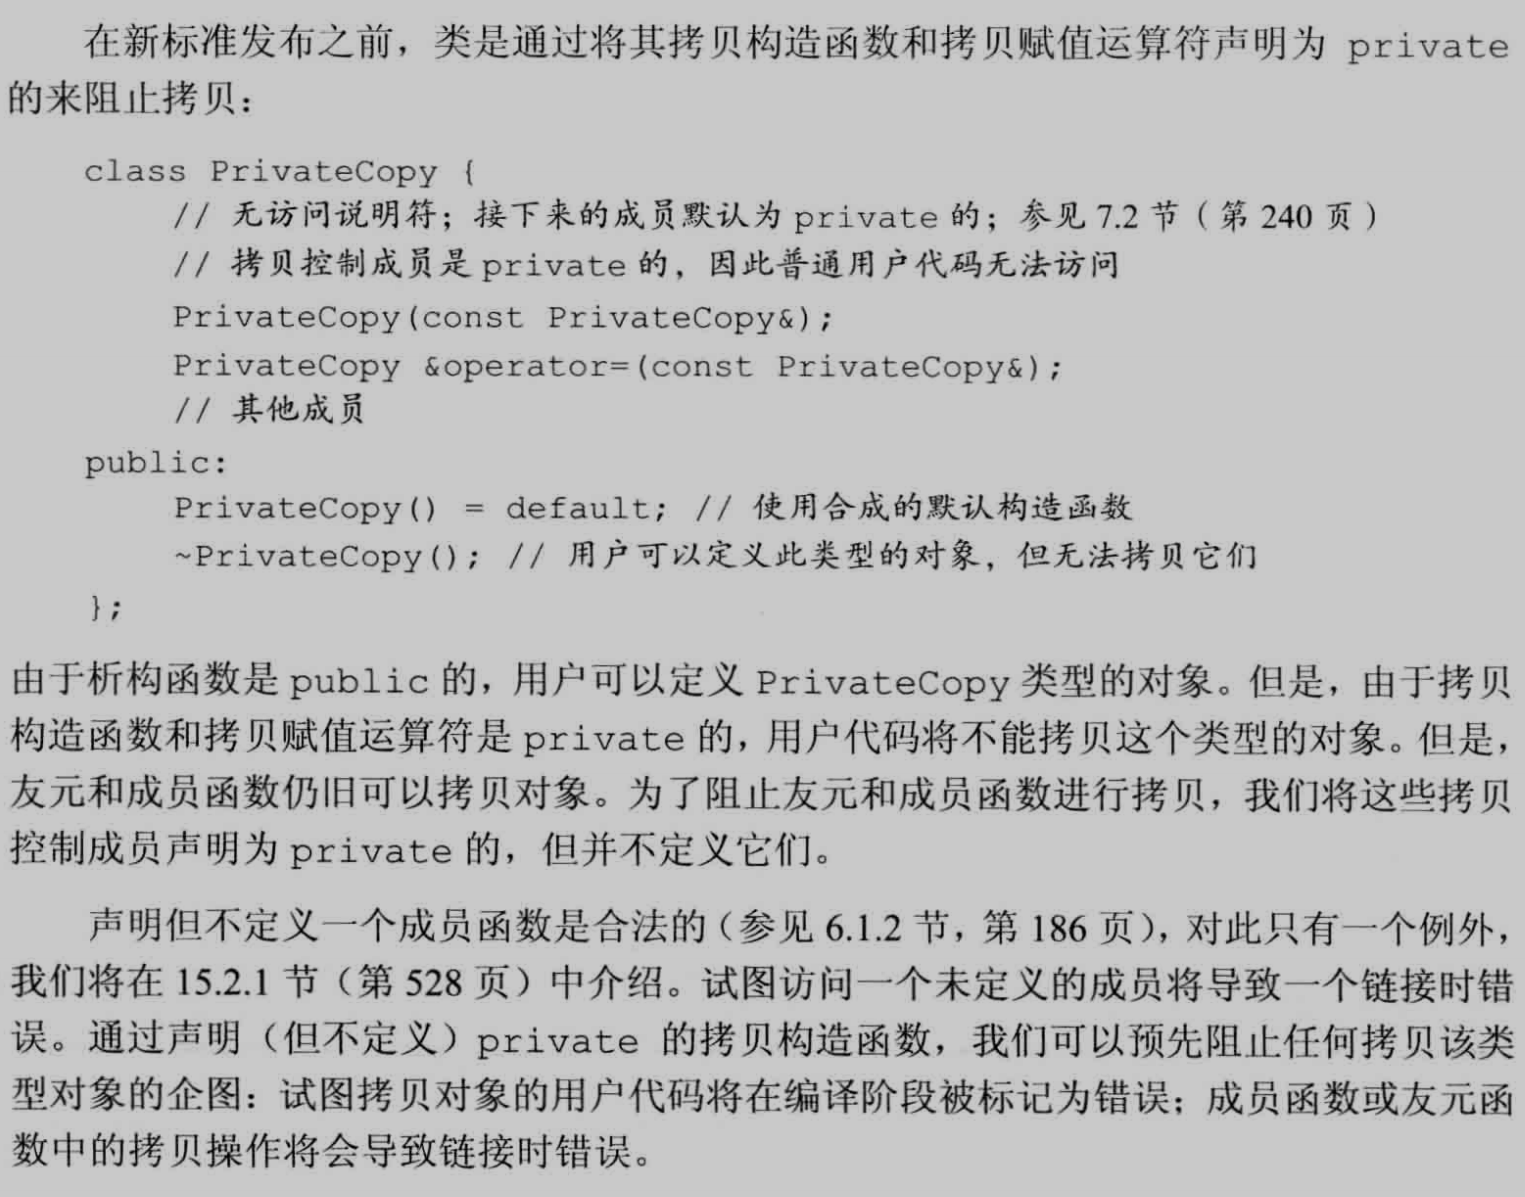 在新标准发布之前，类是通过将其拷贝构造函数和拷贝赋值运算符声明为 private
的来阻止拷贝：
class PrivateCopy {
// 无访问说明符；接下来的成员默认为 private 的；参见 7.2 节（第 240 页）
// 拷贝控制成员是 private 的，因此普通用户代码无法访问
PrivateCopy(const PrivateCopy&);
PrivateCopy &operator=(const PrivateCopy&);
// 其他成员
public:
PrivateCopy() = default; // 使用合成的默认构造函数
~PrivateCopy(); // 用户可以定义此类型的对象，但无法拷贝它们
};
由于析构函数是 public 的，用户可以定义 PrivateCopy 类型的对象。但是，由于拷贝
构造函数和拷贝赋值运算符是 private 的，用户代码将不能拷贝这个类型的对象。但是，
友元和成员函数仍旧可以拷贝对象。为了阻止友元和成员函数进行拷贝，我们将这些拷贝
控制成员声明为 private 的，但并不定义它们。
声明但不定义一个成员函数是合法的（参见 6.1.2 节，第 186 页），对此只有一个例外，
我们将在 15.2.1 节（第 528 页）中介绍。试图访问一个未定义的成员将导致一个链接时错
误。通过声明（但不定义）private 的拷贝构造函数，我们可以预先阻止任何拷贝该类
型对象的企图：试图拷贝对象的用户代码将在编译阶段被标记为错误；成员函数或友元函
数中的拷贝操作将会导致链接时错误。